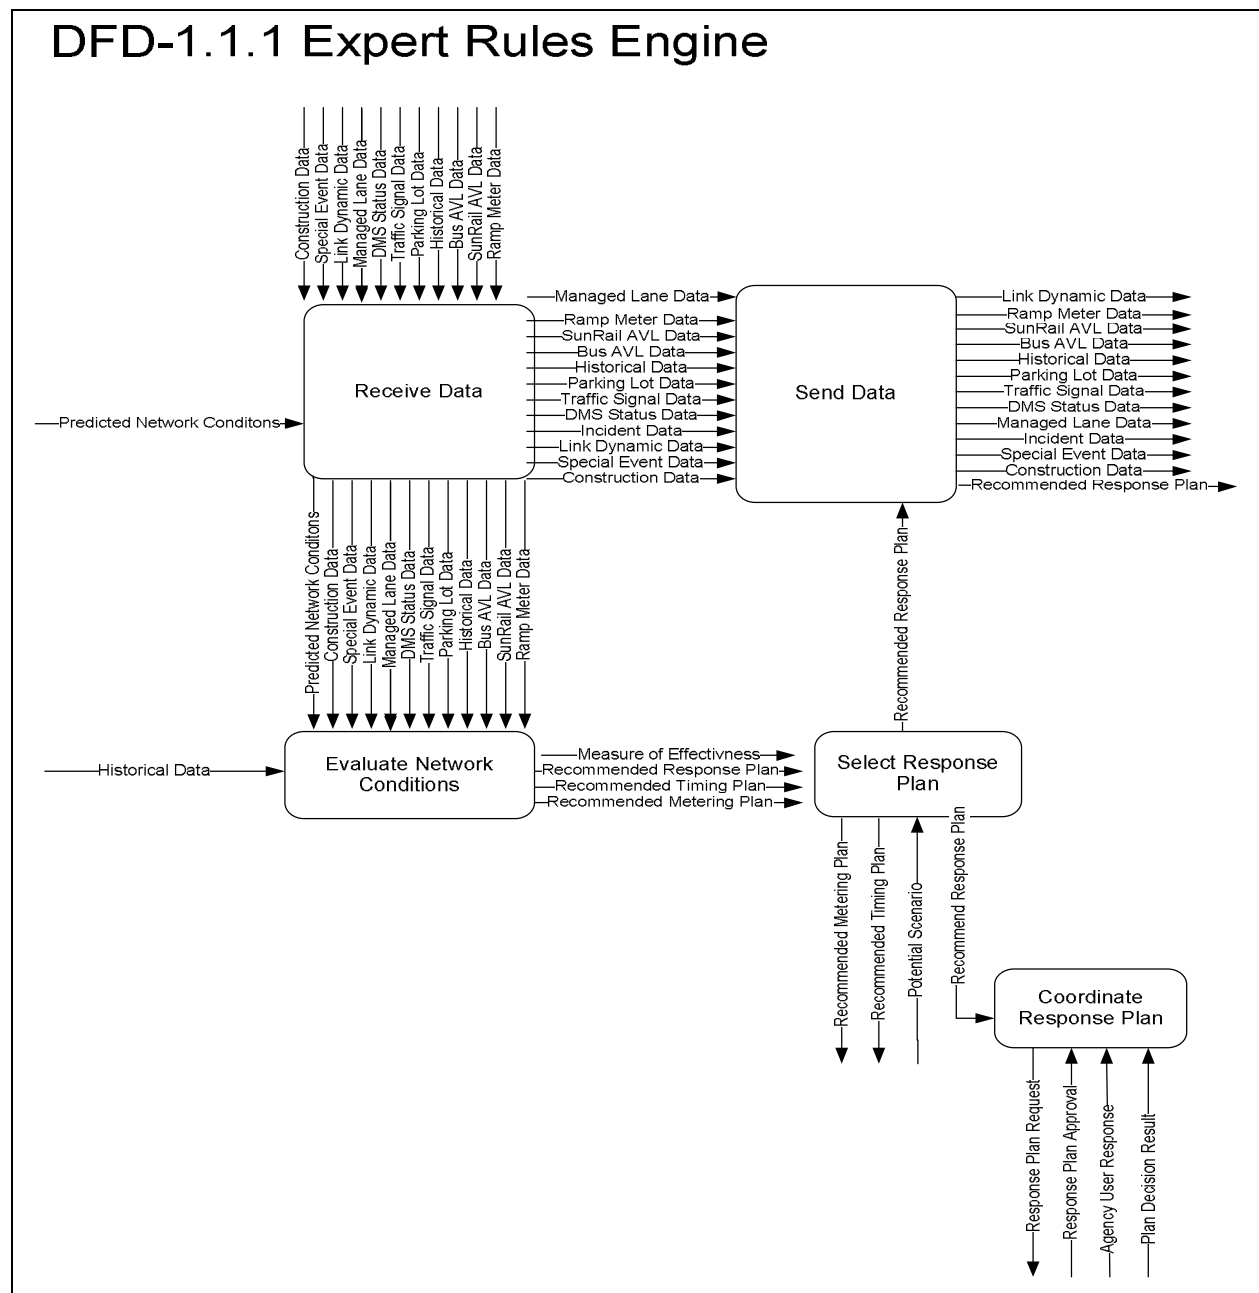 DFD-1.1.1 Expert Rules Engine
Construction Data
Special Event Data
Link Dynamic Data
Managed Lane Data
DMS Status Data
Traffic Signal Data
Parking Lot Data
Historical Data
Bus AVL Data
SunRail AVL Data
Ramp Meter Data
Predicted Network Conditons
Receive Data
Managed Lane Data
Ramp Meter Data
SunRail AVL Data
Bus AVL Data
Historical Data
Parking Lot Data
Traffic Signal Data
DMS Status Data
Incident Data
Link Dynamic Data
Special Event Data
Construction Data
Send Data
Link Dynamic Data
Ramp Meter Data
SunRail AVL Data
Bus AVL Data
Historical Data
Parking Lot Data
Traffic Signal Data
DMS Status Data
Managed Lane Data
Incident Data
Special Event Data
Construction Data
Recommended Response Plan
Predicted Network Conditons
Construction Data
Special Event Data
Link Dynamic Data
Managed Lane Data
DMS Status Data
Traffic Signal Data
Parking Lot Data
Historical Data
Bus AVL Data
SunRail AVL Data
Ramp Meter Data
Recommended Response Plan
Historical Data
Evaluate Network
Conditions
Measure of Effectivness
Recommended Response Plan
Recommended Timing Plan
Recommended Metering Plan
Select Response
Plan
Recommended Metering Plan
Recommended Timing Plan
Potential Scenario
Recommend Response Plan
Coordinate
Response Plan
Response Plan Request
Response Plan Approval
Agency User Response
Plan Decision Result